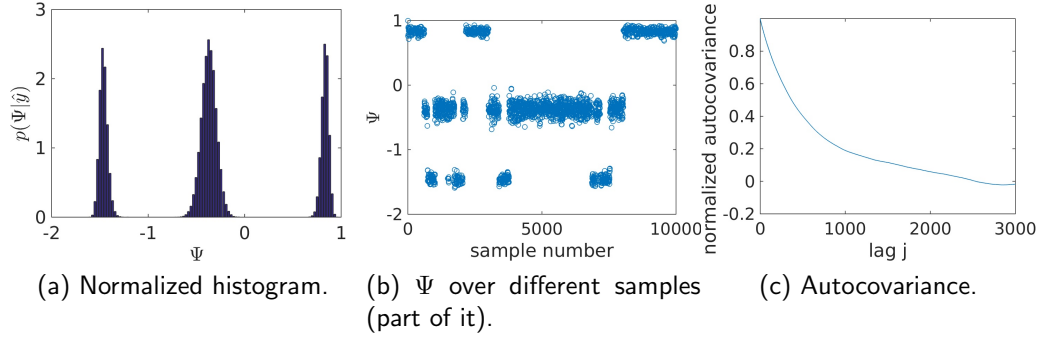 3
2
1
0
p(Ψ|ŷ)
-2
-1
0
1
Ψ
(a) Normalized histogram.
1
0
-1
-2
Ψ
0
5000
10000
sample number
(b) Ψ over different samples
(part of it).
0.8
0.6
0.4
0.2
0
-0.2
normalized autocovariance
0
1000
2000
3000
lag j
(c) Autocovariance.